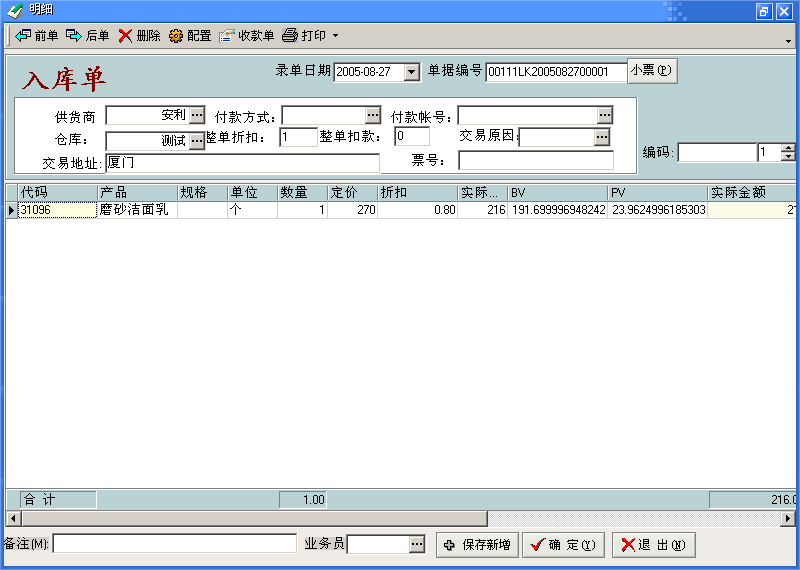 明细
前单 后单 删除 配置 收款单 打印
入库单 录单日期 2005-08-27 单据编号 00111LK2005082700001 小票(P)
供货商 安利 付款方式: 付款帐号:
仓库: 测试 整单折扣: 1 整单扣款: 0 交易原因:
编码: 1
交易地址: 厦门 票号:
代码 产品 规格 单位 数量 定价 折扣 实际... BV PV 实际金额
31096 磨砂洁面乳 个 1 270 0.80 216 191.699996948242 23.9624996185303
合 计 1.00 216.0
备注(M): 业务员 保存新增 确 定(Y) 退 出(N)